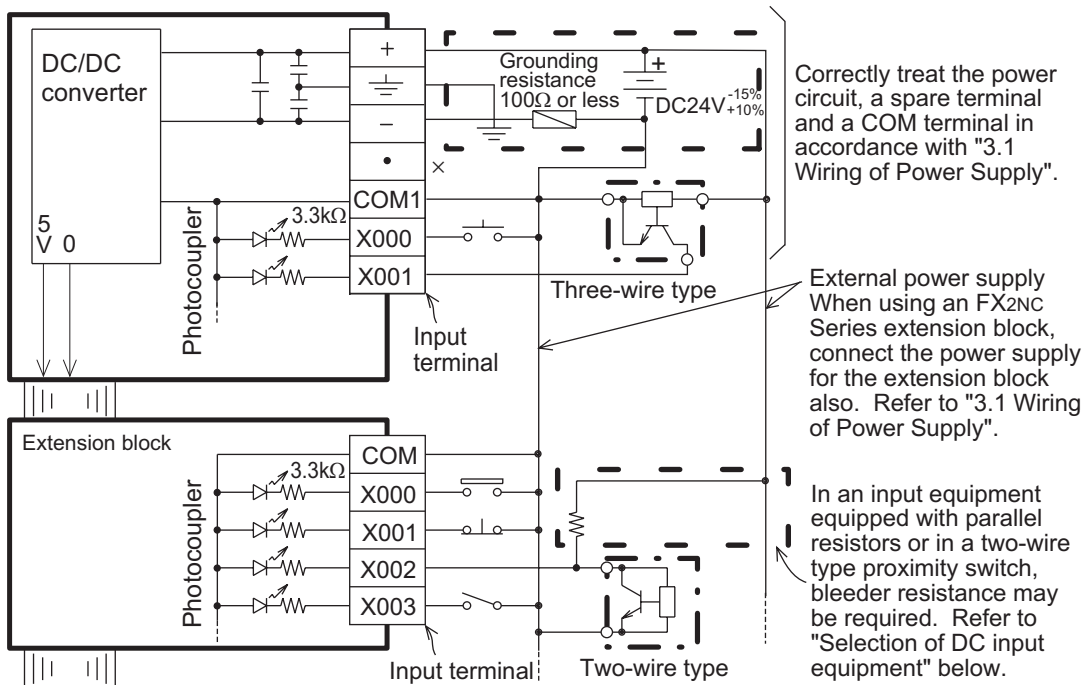 DC/DC
converter
5
V 0
Photocoupler
3.3kΩ
+
−
•
COM1
X000
X001
×
Grounding
resistance
100Ω or less
+
DC24V -15% +10%
Three-wire type
Input
terminal
Correctly treat the power
circuit, a spare terminal
and a COM terminal in
accordance with "3.1
Wiring of Power Supply".
External power supply
When using an FX2NC
Series extension block,
connect the power supply
for the extension block
also. Refer to "3.1 Wiring
of Power Supply".
Extension block
Photocoupler
3.3kΩ
COM
X000
X001
X002
X003
Input terminal
Two-wire type
In an input equipment
equipped with parallel
resistors or in a two-wire
type proximity switch,
bleeder resistance may
be required. Refer to
"Selection of DC input
equipment" below.